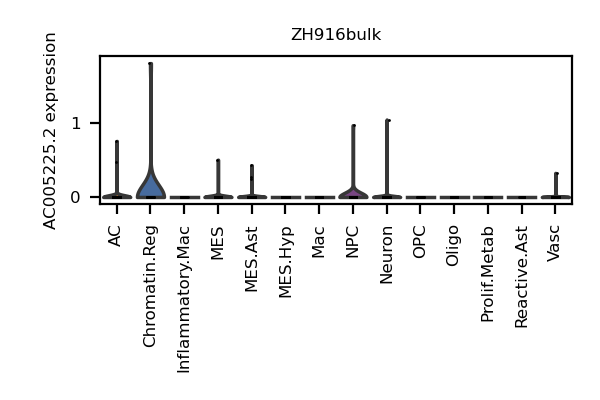 ZH916bulk
AC005225.2 expression
1
0
AC
Chromatin.Reg
Inflammatory.Mac
MES
MES.Ast
MES.Hyp
Mac
NPC
Neuron
OPC
Oligo
Prolif.Metab
Reactive.Ast
Vasc